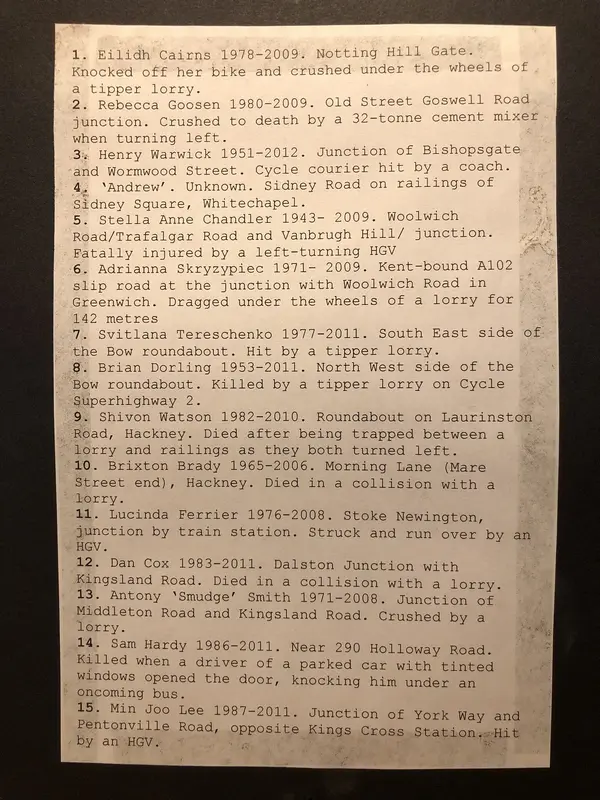 1. Eilidh Cairns 1978-2009. Notting Hill Gate.
Knocked off her bike and crushed under the wheels of
a tipper lorry.
2. Rebecca Goosen 1980-2009. Old Street Goswell Road
junction. Crushed to death by a 32-tonne cement mixer
when turning left.
3. Henry Warwick 1951-2012. Junction of Bishopsgate
and Wormwood Street. Cycle courier hit by a coach.
4. ‘Andrew’. Unknown. Sidney Road on railings of
Sidney Square, Whitechapel.
5. Stella Anne Chandler 1943- 2009. Woolwich
Road/Trafalgar Road and Vanbrugh Hill/ junction.
Fatally injured by a left-turning HGV
6. Adrianna Skryzypiec 1971- 2009. Kent-bound A102
slip road at the junction with Woolwich Road in
Greenwich. Dragged under the wheels of a lorry for
142 metres
7. Svitlana Tereschenko 1977-2011. South East side of
the Bow roundabout. Hit by a tipper lorry.
8. Brian Dorling 1953-2011. North West side of the
Bow roundabout. Killed by a tipper lorry on Cycle
Superhighway 2.
9. Shivon Watson 1982-2010. Roundabout on Laurinston
Road, Hackney. Died after being trapped between a
lorry and railings as they both turned left.
10. Brixton Brady 1965-2006. Morning Lane (Mare
Street end), Hackney. Died in a collision with a
lorry.
11. Lucinda Ferrier 1976-2008. Stoke Newington,
junction by train station. Struck and run over by an
HGV.
12. Dan Cox 1983-2011. Dalston Junction with
Kingsland Road. Died in a collision with a lorry.
13. Antony ‘Smudge’ Smith 1971-2008. Junction of
Middleton Road and Kingsland Road. Crushed by a
lorry.
14. Sam Hardy 1986-2011. Near 290 Holloway Road.
Killed when a driver of a parked car with tinted
windows opened the door, knocking him under an
oncoming bus.
15. Min Joo Lee 1987-2011. Junction of York Way and
Pentonville Road, opposite Kings Cross Station. Hit
by an HGV.